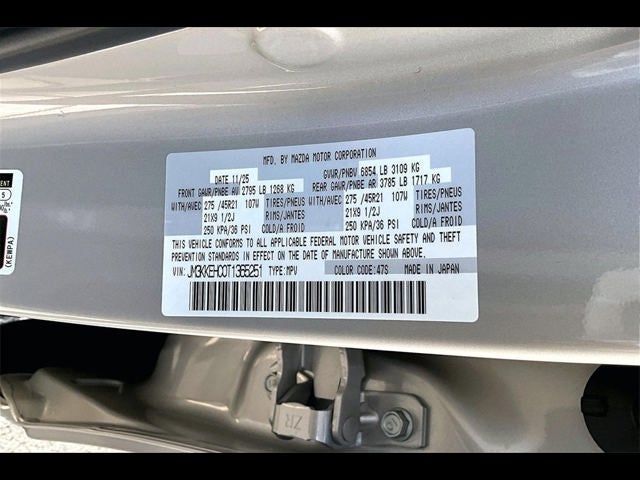 MFD. BY MAZDA MOTOR CORPORATION
DATE 11/25 GVWR/PNBV 6854 LB 3109 KG
FRONT GAWR/PNBE AV 2795 LB 1268 KG REAR GAWR/PNBE AR 3785 LB 1717 KG
WITH/AVEC 275 /45R21 107W TIRES/PNEUS WITH/AVEC 275 /45R21 107W TIRES/PNEUS
21X9 1/2J RIMS/JANTES 21X9 1/2J RIMS/JANTES
250 KPA/36 PSI COLD/A FROID 250 KPA/36 PSI COLD/A FROID
THIS VEHICLE CONFORMS TO ALL APPLICABLE FEDERAL MOTOR VEHICLE SAFETY AND THEFT
PREVENTION STANDARDS IN EFFECT ON THE DATE OF MANUFACTURE SHOWN ABOVE.
VIN: JM3KKEHC0T1365251 TYPE:MPV COLOR CODE:47S MADE IN JAPAN
(KEWPA)
ZR